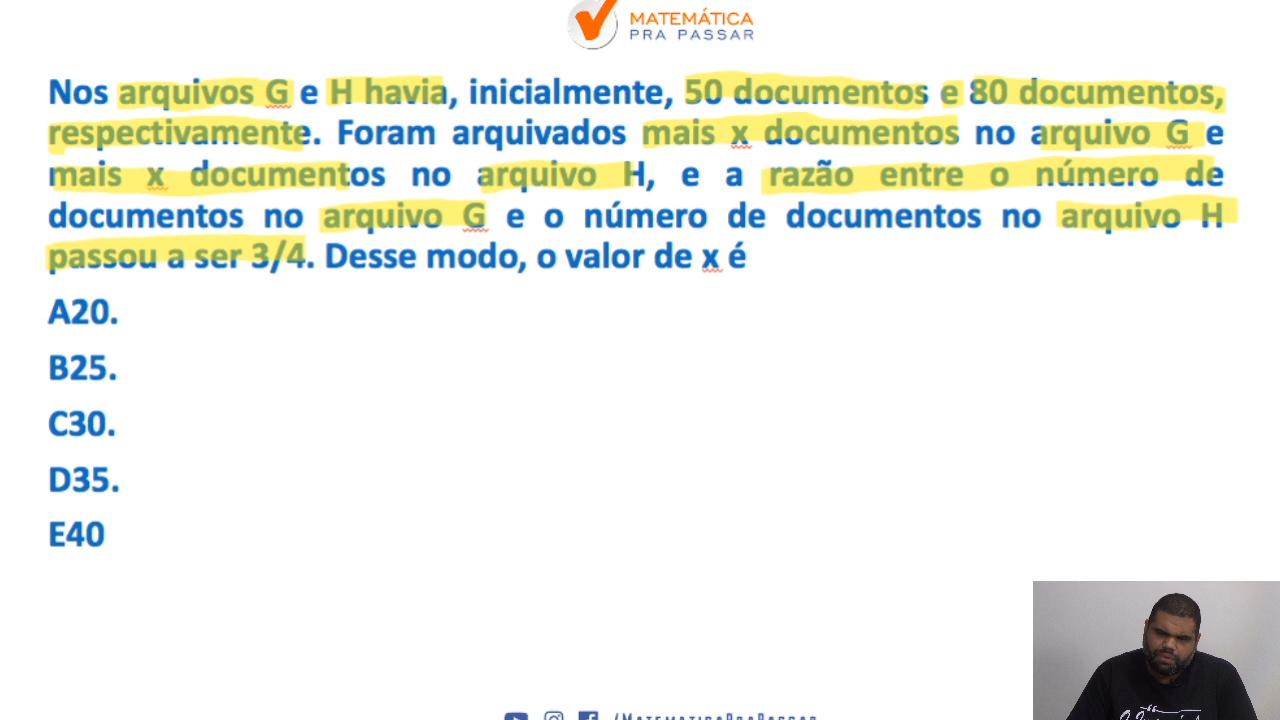 MATEMÁTICA
PRA PASSAR
Nos arquivos G e H havia, inicialmente, 50 documentos e 80 documentos,
respectivamente. Foram arquivados mais x documentos no arquivo G e
mais x documentos no arquivo H, e a razão entre o número de
documentos no arquivo G e o número de documentos no arquivo H
passou a ser 3/4. Desse modo, o valor de x é
A20.
B25.
C30.
D35.
E40
/MATEMATICAPRAPASSAR